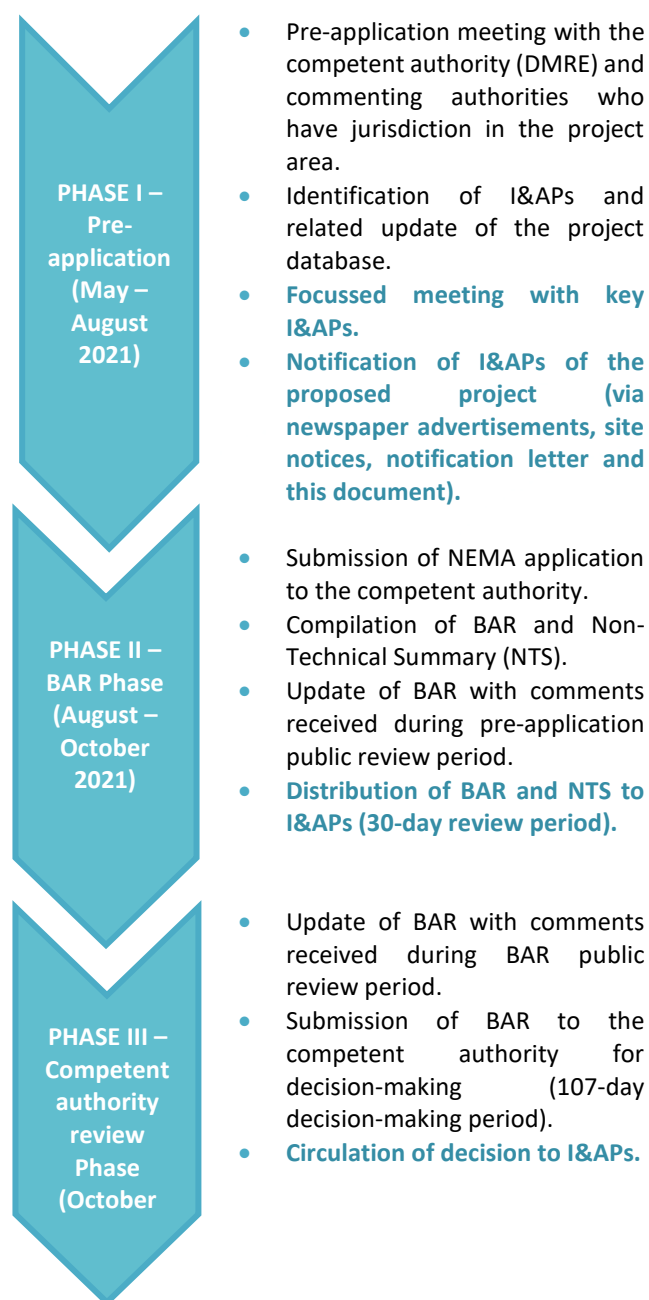 PHASE I –
Pre-
application
(May –
August
2021)
• Pre-application meeting with the
competent authority (DMRE) and
commenting authorities who
have jurisdiction in the project
area.
• Identification of I&APs and
related update of the project
database.
• Focussed meeting with key
I&APs.
• Notification of I&APs of the
proposed project (via
newspaper advertisements, site
notices, notification letter and
this document).
PHASE II –
BAR Phase
(August –
October
2021)
• Submission of NEMA application
to the competent authority.
• Compilation of BAR and Non-
Technical Summary (NTS).
• Update of BAR with comments
received during pre-application
public review period.
• Distribution of BAR and NTS to
I&APs (30-day review period).
PHASE III –
Competent
authority
review
Phase
(October
• Update of BAR with comments
received during BAR public
review period.
• Submission of BAR to the
competent authority for
decision-making (107-day
decision-making period).
• Circulation of decision to I&APs.